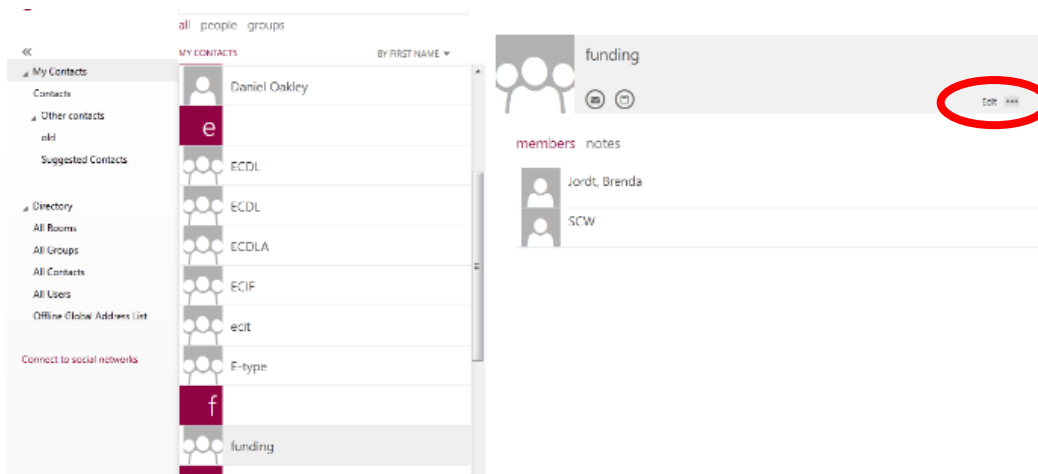 all people groups
«
My Contacts
Contacts
Other contacts
old
Suggested Contacts
Directory
All Rooms
All Groups
All Contacts
All Users
Offline Global Address List
Connect to social networks
MY CONTACTS BY FIRST NAME
Daniel Oakley
e
ECDL
ECDL
ECDLA
ECIF
ecit
E-type
f
funding
funding
Edit •••
members notes
Jordt, Brenda
SCW